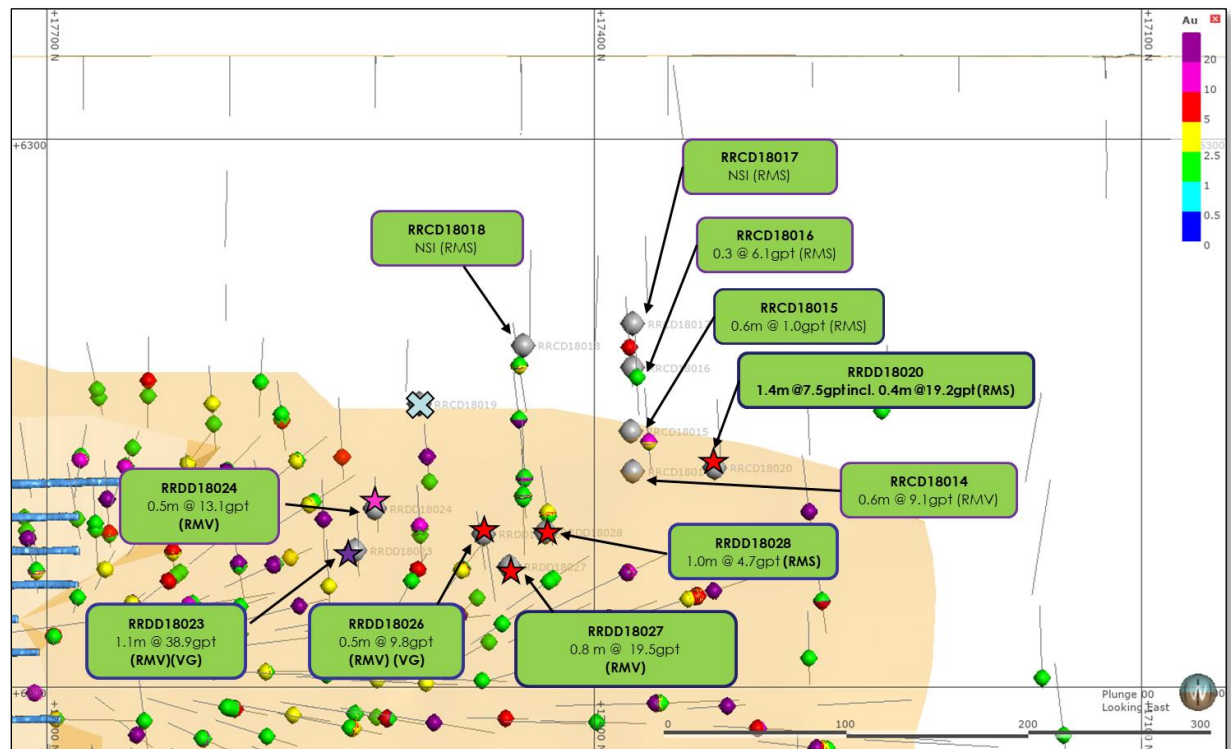 +17700 N
+17400 N
+17100 N
Au
20
10
5
2.5
1
0.5
0
+6300
RRCD18017
NSI (RMS)
RRCD18018
NSI (RMS)
RRCD18016
0.3 @ 6.1gpt (RMS)
RRCD18015
0.6m @ 1.0gpt (RMS)
RRDD18020
1.4m @7.5gpt incl. 0.4m @19.2gpt (RMS)
RRCD18017
RRCD18018
RRCD18016
RRCD18019
RRCD18015
RRCD18020
RRDD18024
0.5m @ 13.1gpt
(RMV)
RRCD18014
0.6m @ 9.1gpt (RMV)
RRDD18024
RRDD18028
1.0m @ 4.7gpt (RMS)
RRDD18023
RRDD18027
RRDD18023
1.1m @ 38.9gpt
(RMV)(VG)
RRDD18026
0.5m @ 9.8gpt
(RMV) (VG)
RRDD18027
0.8 m @ 19.5gpt
(RMV)
Plunge 00
Looking East
0
100
200
300